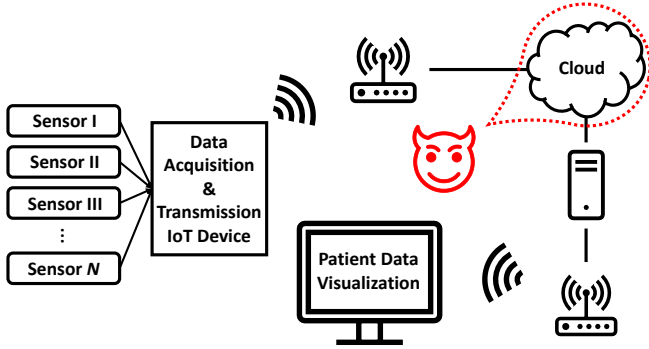 Sensor I
Sensor II
Sensor III
⋮
Sensor N
Data
Acquisition
&
Transmission
IoT Device
Cloud
Patient Data
Visualization